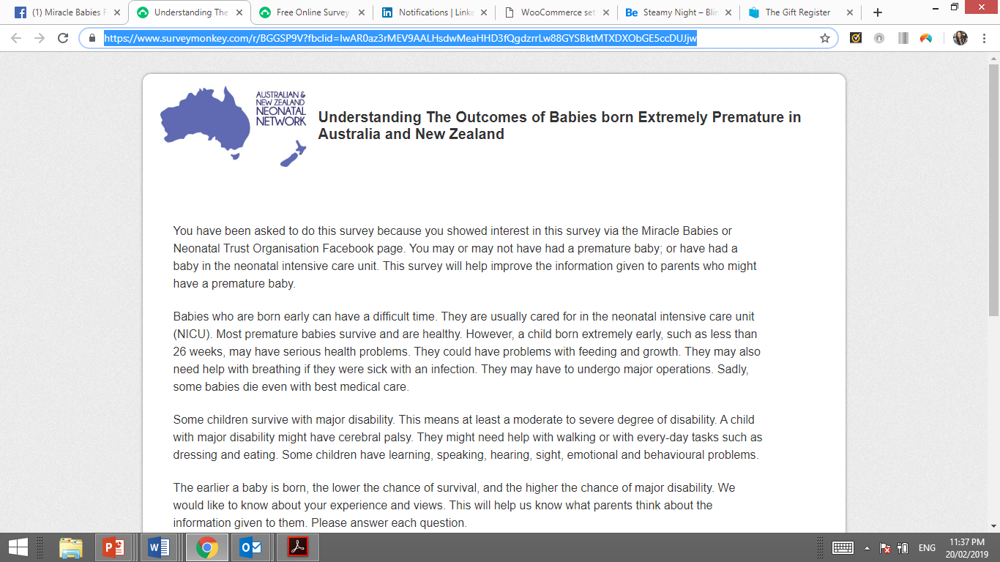 (1) Miracle Babies F
Understanding The
Free Online Survey
Notifications | Linke
WooCommerce set
Be Steamy Night – Blin
The Gift Register
https://www.surveymonkey.com/r/BGGSP9V?fbclid=IwAR0az3rMEV9AALHsdwMeaHHD3fQgdzrrLw88GYSBktMTXDXObGE5ccDUJjw
AUSTRALIAN &
NEW ZEALAND
NEONATAL
NETWORK
Understanding The Outcomes of Babies born Extremely Premature in
Australia and New Zealand
You have been asked to do this survey because you showed interest in this survey via the Miracle Babies or
Neonatal Trust Organisation Facebook page. You may or may not have had a premature baby; or have had a
baby in the neonatal intensive care unit. This survey will help improve the information given to parents who might
have a premature baby.
Babies who are born early can have a difficult time. They are usually cared for in the neonatal intensive care unit
(NICU). Most premature babies survive and are healthy. However, a child born extremely early, such as less than
26 weeks, may have serious health problems. They could have problems with feeding and growth. They may also
need help with breathing if they were sick with an infection. They may have to undergo major operations. Sadly,
some babies die even with best medical care.
Some children survive with major disability. This means at least a moderate to severe degree of disability. A child
with major disability might have cerebral palsy. They might need help with walking or with every-day tasks such as
dressing and eating. Some children have learning, speaking, hearing, sight, emotional and behavioural problems.
The earlier a baby is born, the lower the chance of survival, and the higher the chance of major disability. We
would like to know about your experience and views. This will help us know what parents think about the
information given to them. Please answer each question.
ENG
11:37 PM
20/02/2019